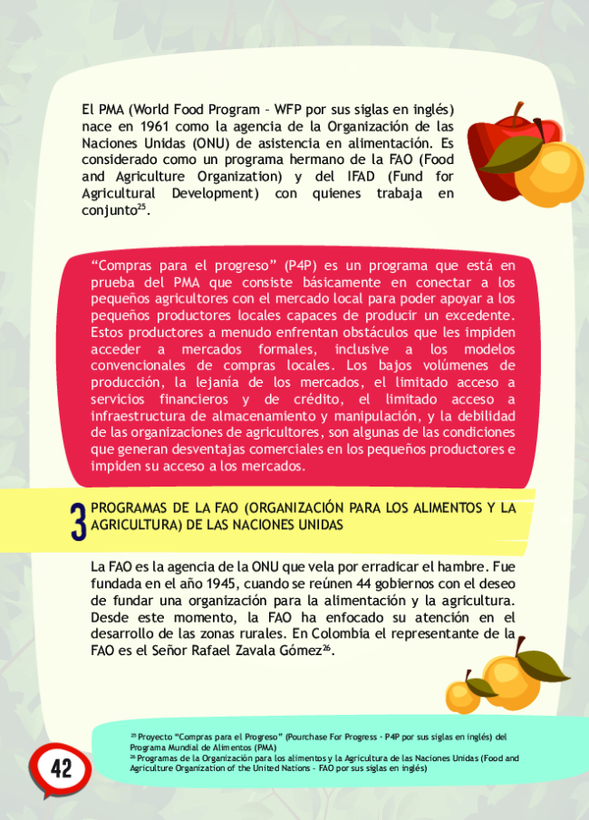 El PMA (World Food Program - WFP por sus siglas en inglés)
nace en 1961 como la agencia de la Organización de las
Naciones Unidas (ONU) de asistencia en alimentación. Es
considerado como un programa hermano de la FAO (Food
and Agriculture Organization) y del IFAD (Fund for
Agricultural Development) con quienes trabaja en
conjunto²⁵.
“Compras para el progreso” (P4P) es un programa que está en
prueba del PMA que consiste básicamente en conectar a los
pequeños agricultores con el mercado local para poder apoyar a los
pequeños productores locales capaces de producir un excedente.
Estos productores a menudo enfrentan obstáculos que les impiden
acceder a mercados formales, inclusive a los modelos
convencionales de compras locales. Los bajos volúmenes de
producción, la lejanía de los mercados, el limitado acceso a
servicios financieros y de crédito, el limitado acceso a
infraestructura de almacenamiento y manipulación, y la debilidad
de las organizaciones de agricultores, son algunas de las condiciones
que generan desventajas comerciales en los pequeños productores e
impiden su acceso a los mercados.
3 PROGRAMAS DE LA FAO (ORGANIZACIÓN PARA LOS ALIMENTOS Y LA
AGRICULTURA) DE LAS NACIONES UNIDAS
La FAO es la agencia de la ONU que vela por erradicar el hambre. Fue
fundada en el año 1945, cuando se reúnen 44 gobiernos con el deseo
de fundar una organización para la alimentación y la agricultura.
Desde este momento, la FAO ha enfocado su atención en el
desarrollo de las zonas rurales. En Colombia el representante de la
FAO es el Señor Rafael Zavala Gómez²⁶.
²⁵ Proyecto “Compras para el Progreso” (Pourchase For Progress - P4P por sus siglas en inglés) del
Programa Mundial de Alimentos (PMA)
²⁶ Programas de la Organización para los alimentos y la Agricultura de las Naciones Unidas (Food and
Agriculture Organization of the United Nations - FAO por sus siglas en inglés)
42